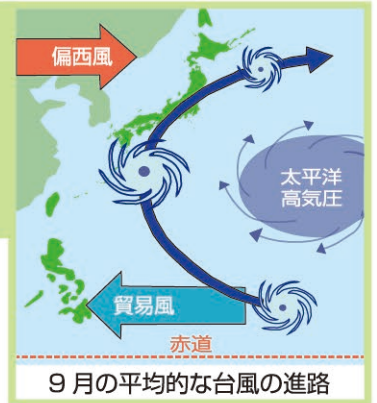 偏西風
太平洋
高気圧
貿易風
赤道
9月の平均的な台風の進路